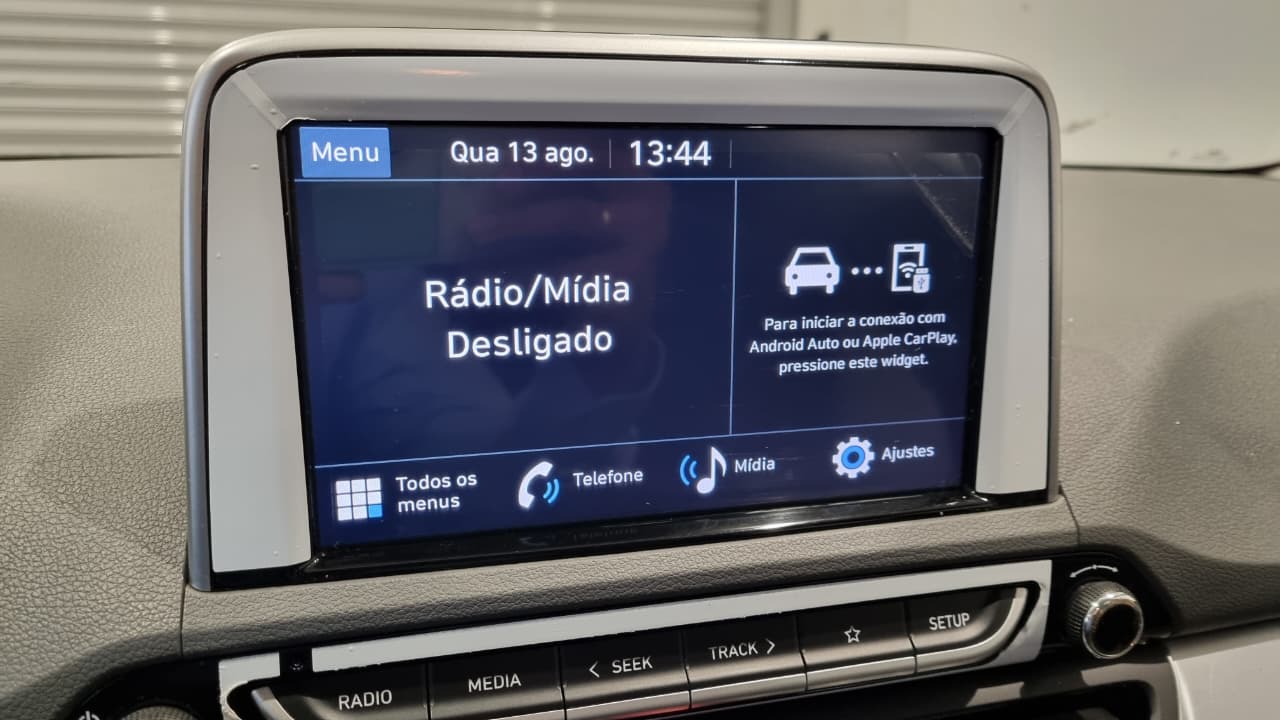 Menu
Qua 13 ago.
13:44
Rádio/Mídia
Desligado
Para iniciar a conexão com
Android Auto ou Apple CarPlay,
pressione este widget.
Todos os
menus
Telefone
Mídia
Ajustes
RADIO
MEDIA
< SEEK
TRACK >
SETUP